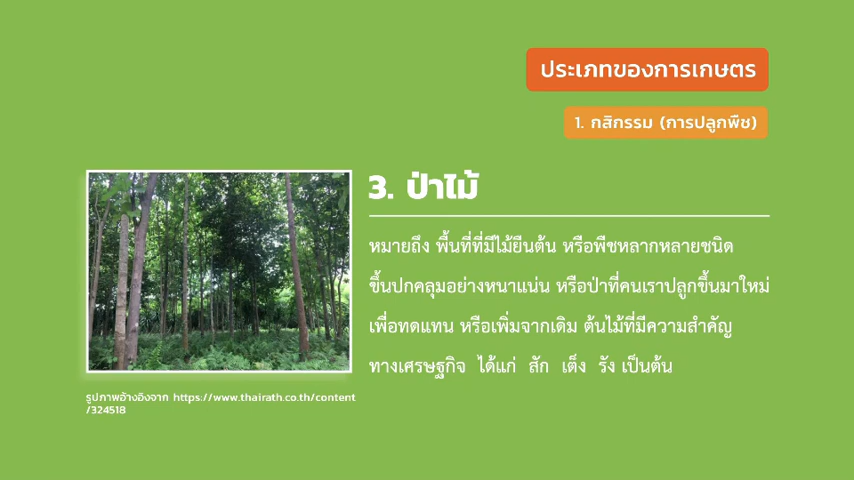 ประเภทของการเกษตร
1. กสิกรรม (การปลูกพืช)
3. ป่าไม้
หมายถึง พื้นที่ที่มีไม้ยืนต้น หรือพืชหลากหลายชนิด
ขึ้นปกคลุมอย่างหนาแน่น หรือป่าที่คนเราปลูกขึ้นมาใหม่
เพื่อทดแทน หรือเพิ่มจากเดิม ต้นไม้ที่มีความสำคัญ
ทางเศรษฐกิจ ได้แก่ สัก เต็ง รัง เป็นต้น
รูปภาพอ้างอิงจาก https://www.thairath.co.th/content
/324518